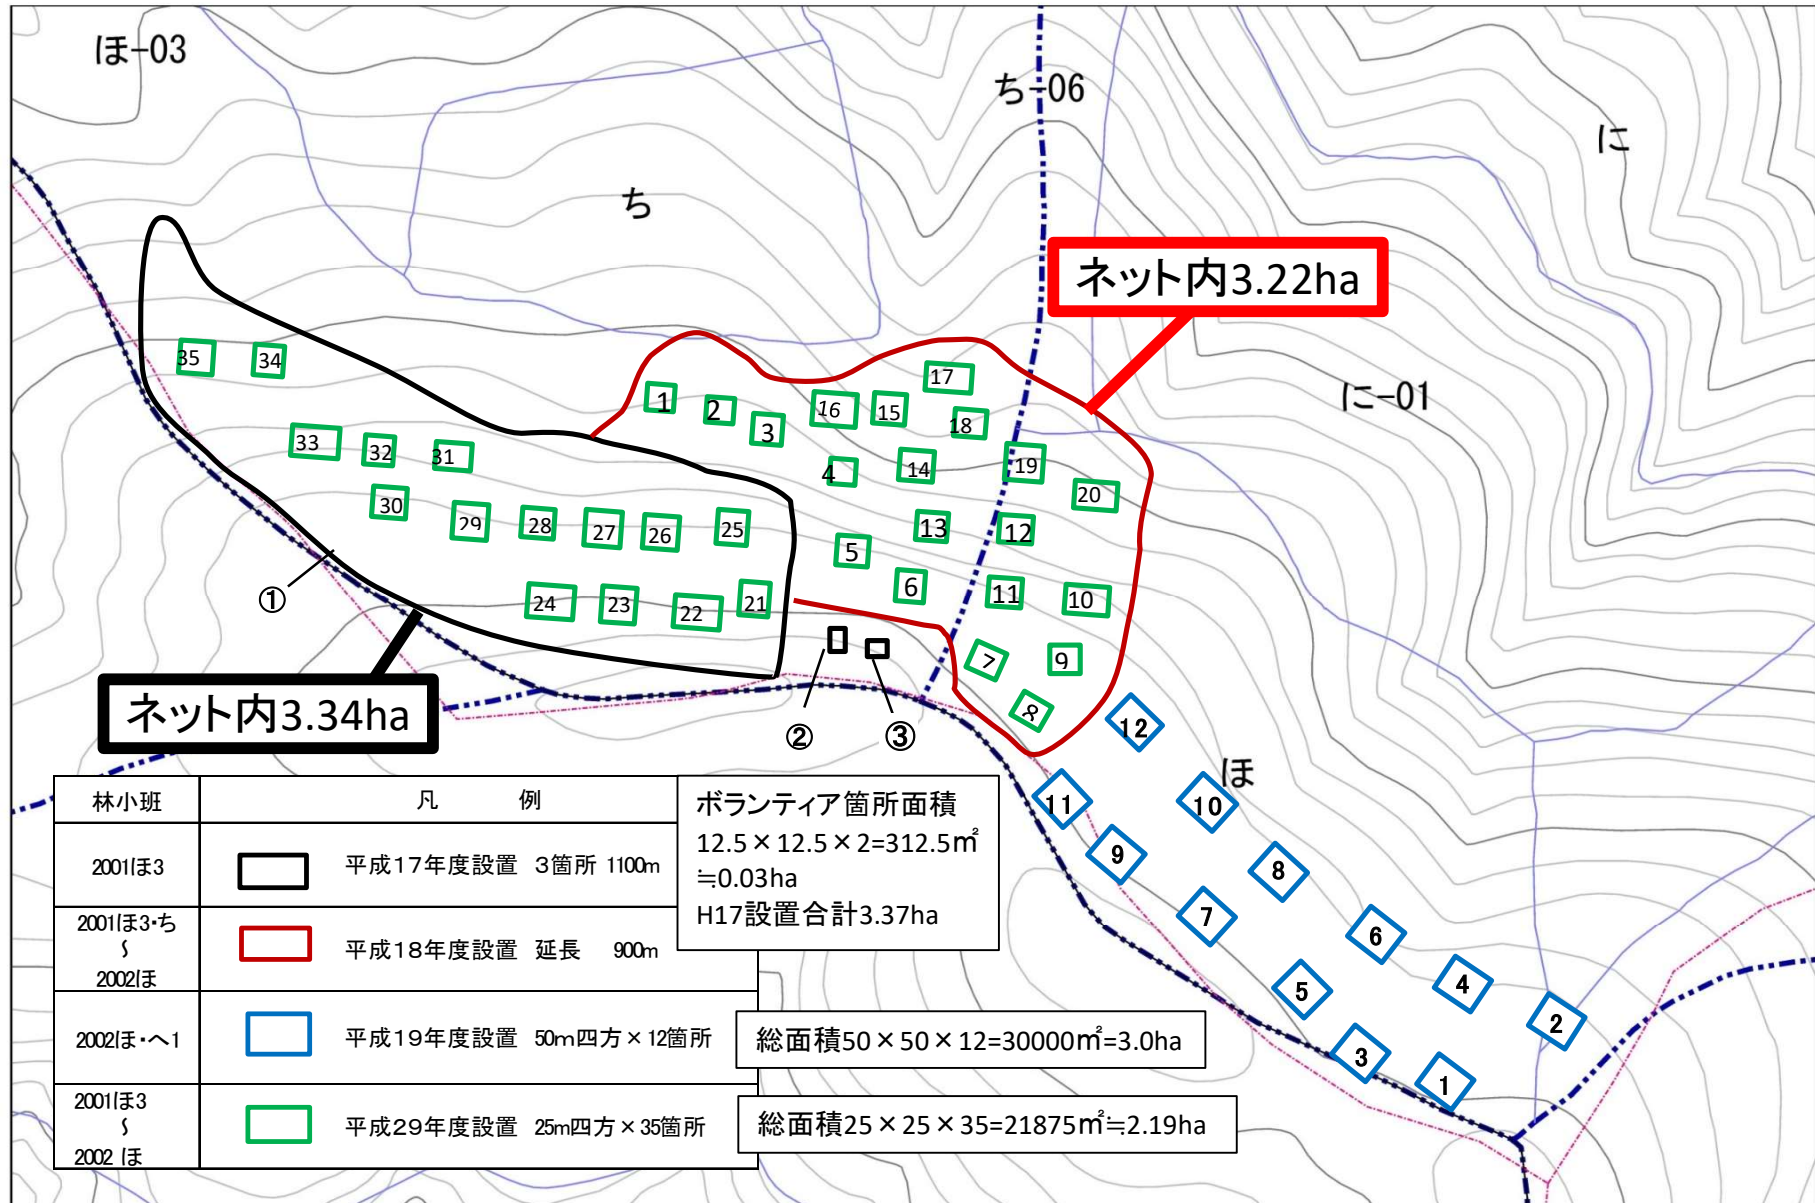 ほ-03
ち-06
に
ち
ネット内3.22ha
に-01
35
34
33
32
31
30
29
28
27
26
25
24
23
22
21
1
2
3
16
15
17
18
4
14
19
20
5
13
12
6
11
10
7
9
8
①
②
③
ネット内3.34ha
ほ
12
11
10
9
8
7
6
5
4
3
2
1
林小班
凡 例
2001ほ3
平成17年度設置 3箇所 1100m
2001ほ3・ち
~
2002ほ
平成18年度設置 延長 900m
2002ほ・へ1
平成19年度設置 50m四方×12箇所
2001ほ3
~
2002 ほ
平成29年度設置 25m四方×35箇所
ボランティア箇所面積
12.5×12.5×2=312.5㎡
≒0.03ha
H17設置合計3.37ha
総面積50×50×12=30000㎡=3.0ha
総面積25×25×35=21875㎡≒2.19ha